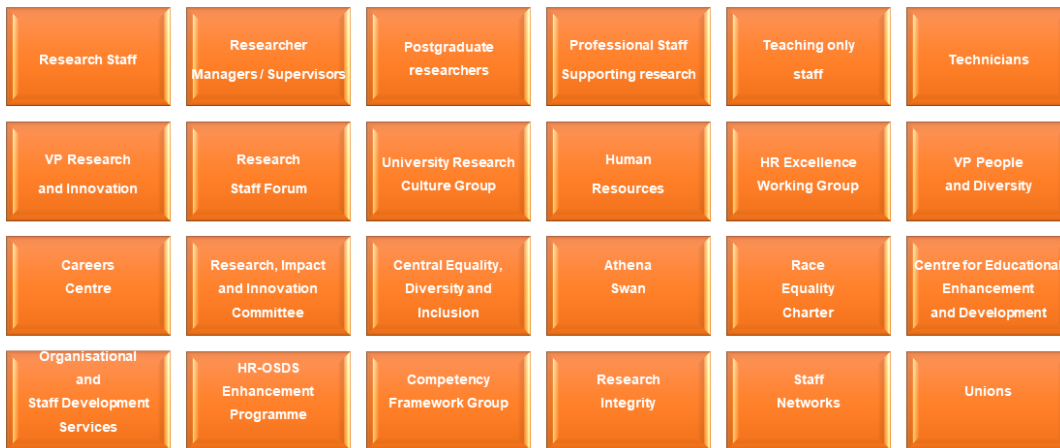 Research Staff
Researcher
Managers / Supervisors
Postgraduate
researchers
Professional Staff
Supporting research
Teaching only
staff
Technicians
VP Research
and Innovation
Research
Staff Forum
University Research
Culture Group
Human
Resources
HR Excellence
Working Group
VP People
and Diversity
Careers
Centre
Research, Impact
and Innovation
Committee
Central Equality,
Diversity and
Inclusion
Athena
Swan
Race
Equality
Charter
Centre for Educational
Enhancement
and Development
Organisational
and
Staff Development
Services
HR-OSDS
Enhancement
Programme
Competency
Framework Group
Research
Integrity
Staff
Networks
Unions